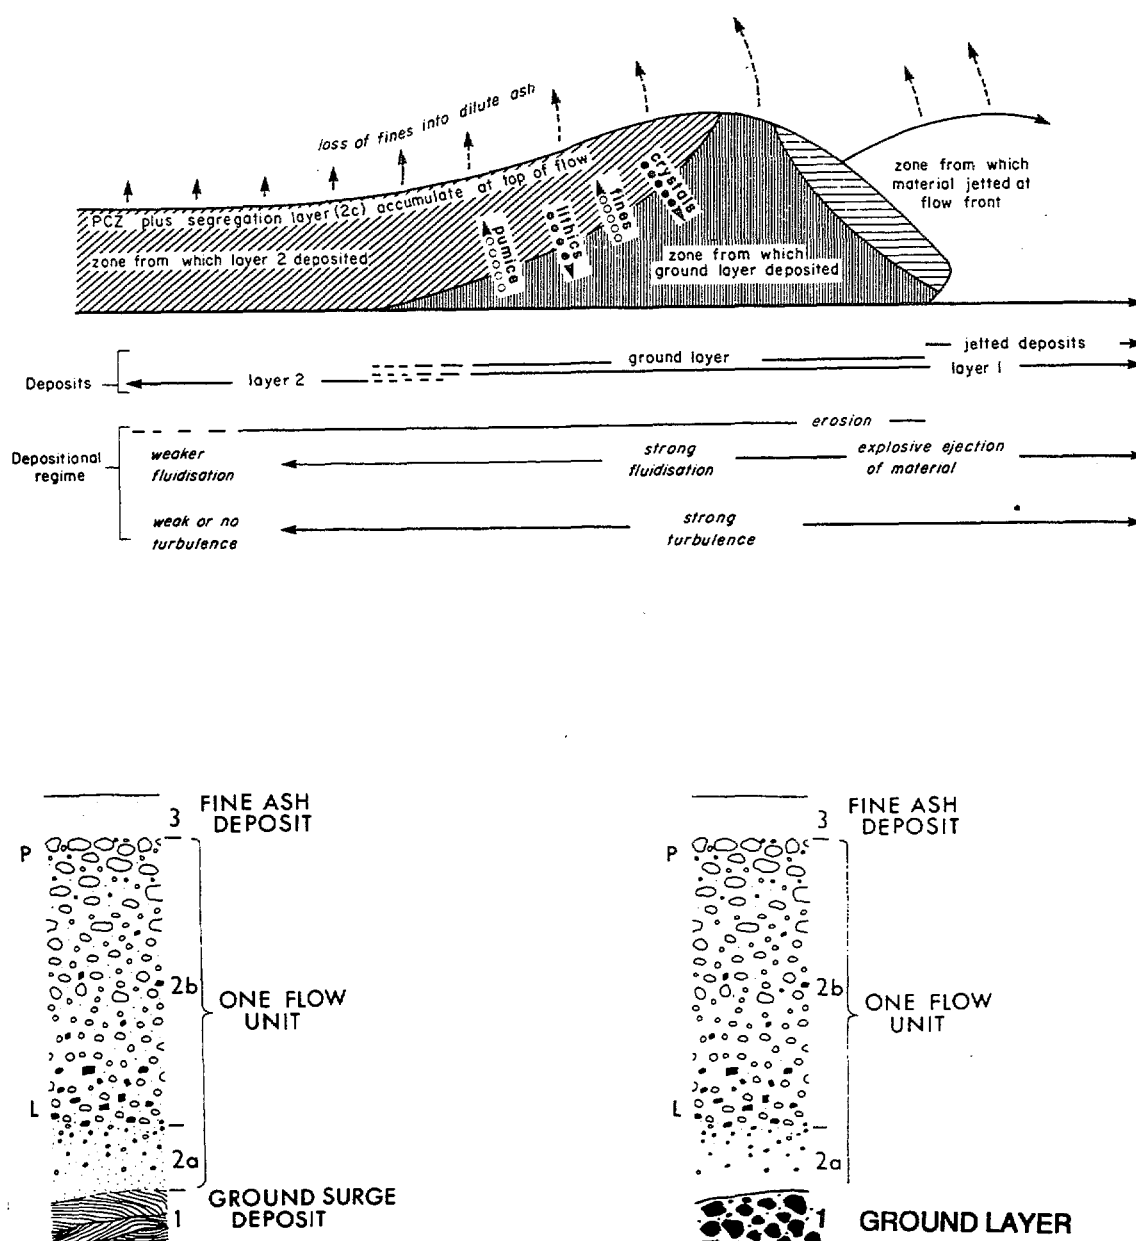 loss of fines into dilute ash
PCZ plus segregation layer (2c) accumulate at top of flow
zone from which layer 2 deposited
pumice
lithics
fines
crystals
zone from which
ground layer deposited
zone from which
material jetted at
flow front
Deposits
layer 2
ground layer
jetted deposits
layer 1
Depositional
regime
erosion
weaker
fluidisation
strong
fluidisation
explosive ejection
of material
weak or no
turbulence
strong
turbulence
3
FINE ASH
DEPOSIT
P
2b
ONE FLOW
UNIT
L
2a
1
GROUND SURGE
DEPOSIT
3
FINE ASH
DEPOSIT
P
2b
ONE FLOW
UNIT
L
2a
1
GROUND LAYER